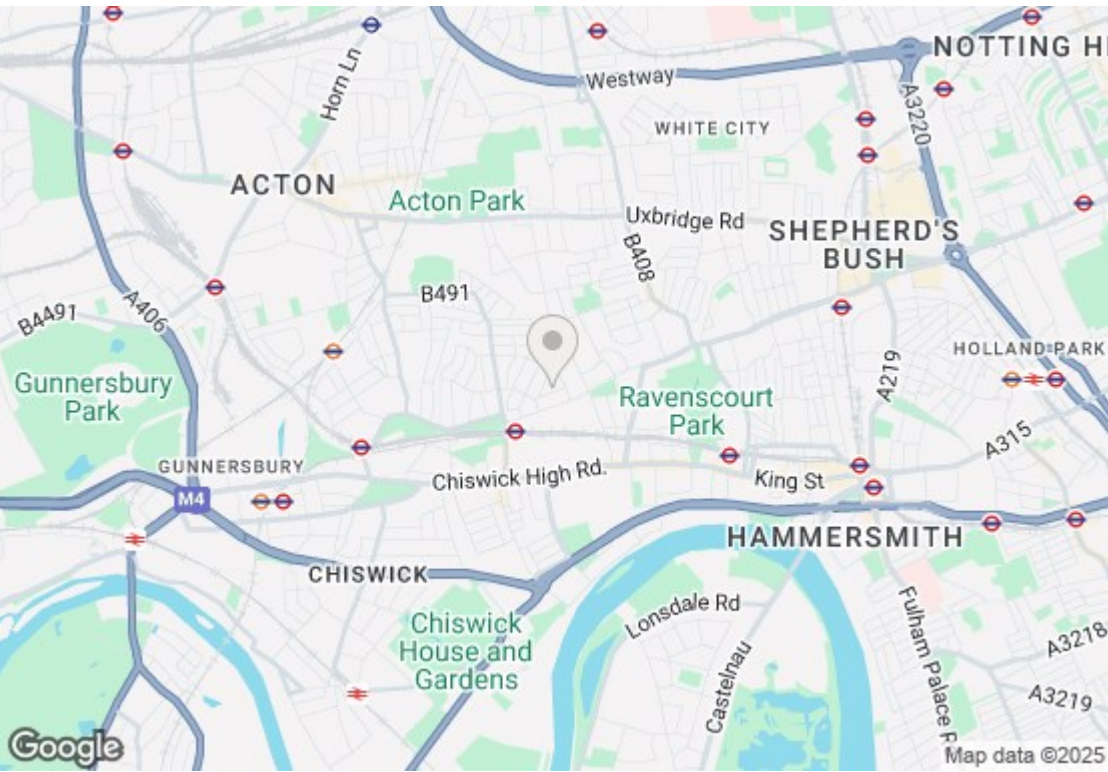 NOTTING HI
Horn Ln
Westway
A3220
WHITE CITY
ACTON
Acton Park
Uxbridge Rd
SHEPHERD'S
BUSH
B408
B491
A406
B4491
HOLLAND PARK
A219
Gunnersbury
Park
Ravenscourt
Park
A315
GUNNERSBURY
Chiswick High Rd.
King St
M4
HAMMERSMITH
CHISWICK
Lonsdale Rd
Chiswick
House and
Gardens
Castelnau
Fulham Palace R
A3218
A3219
Google
Map data ©2025